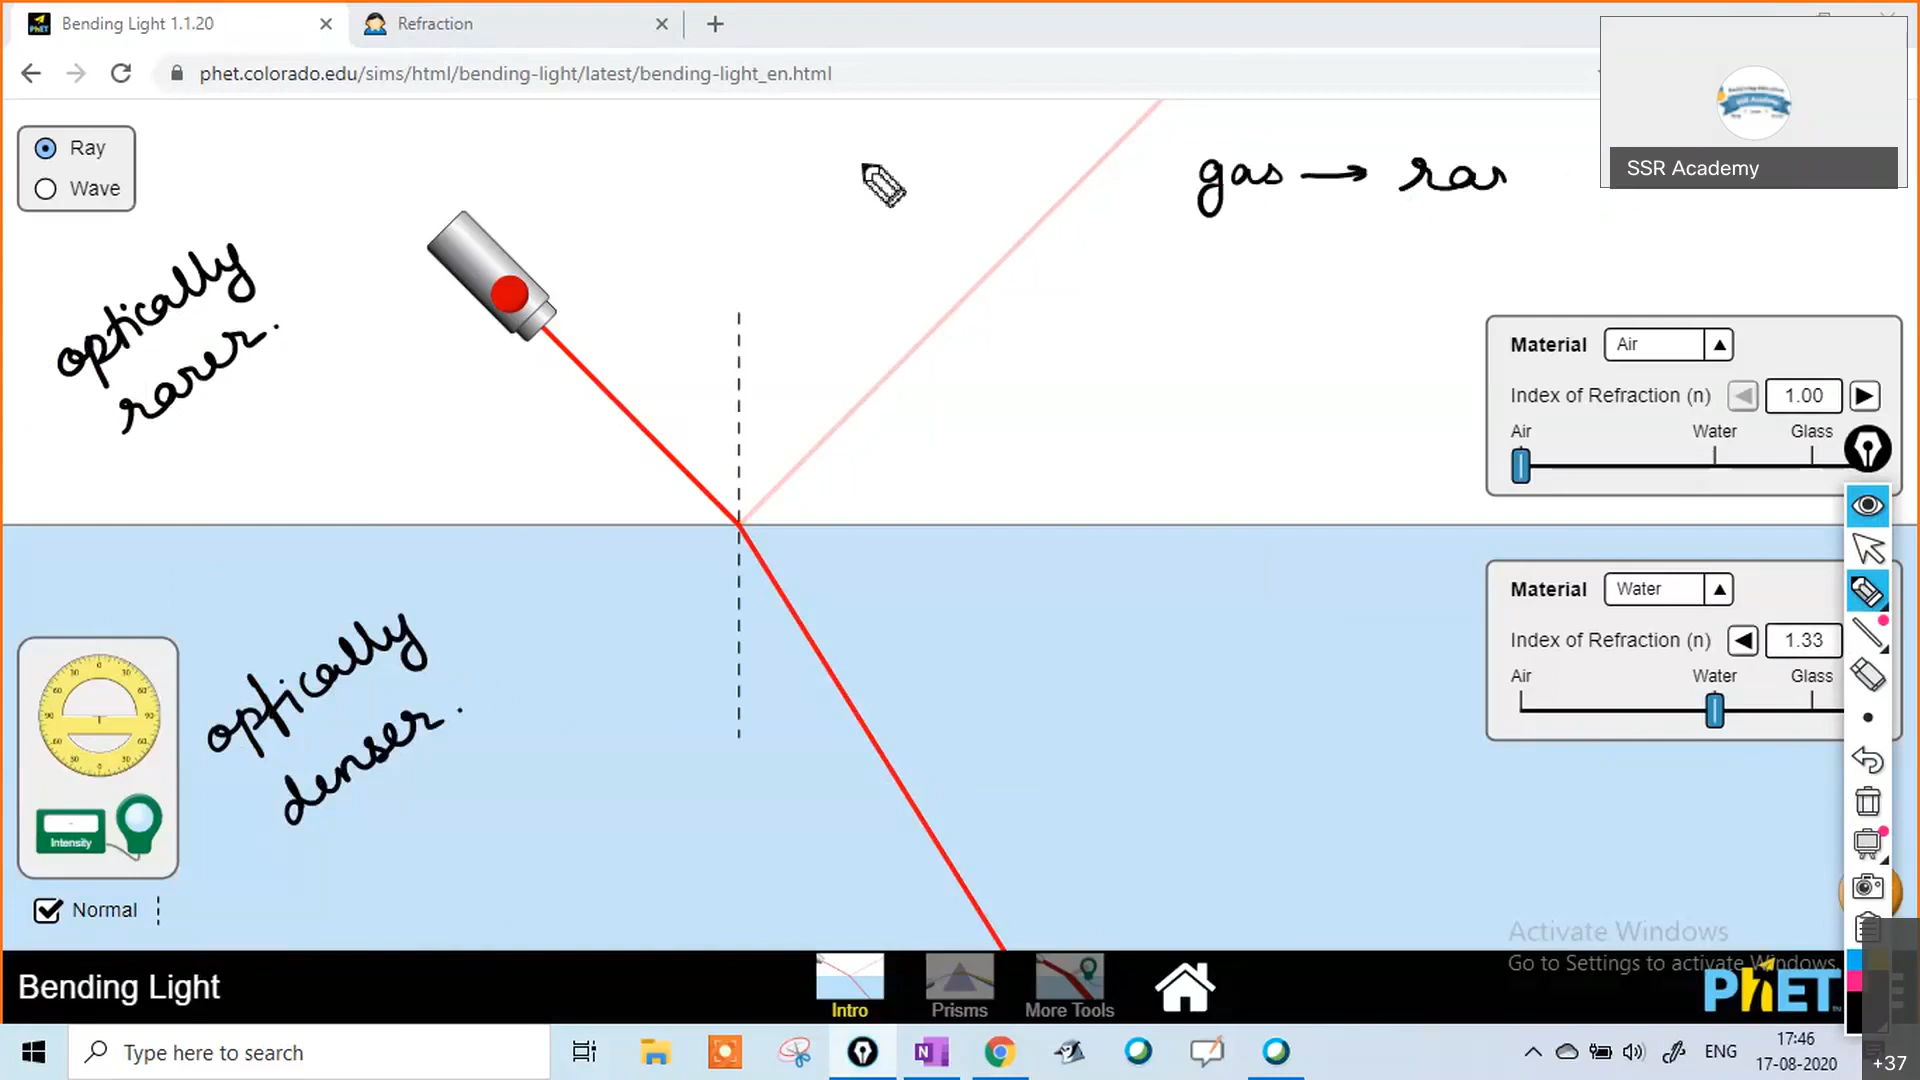 Bending Light 1.1.20
Refraction
phet.colorado.edu/sims/html/bending-light/latest/bending-light_en.html
SSR Academy
Ray
Wave
gas → rar
optically
rarer.
Material Air
Index of Refraction (n) 1.00
Air Water Glass
Material Water
Index of Refraction (n) 1.33
Air Water Glass
optically
denser.
Intensity
Normal
Activate Windows
Go to Settings to activate Windows.
Bending Light
Intro
Prisms
More Tools
PhET
Type here to search
ENG
17:46
17-08-2020
+37